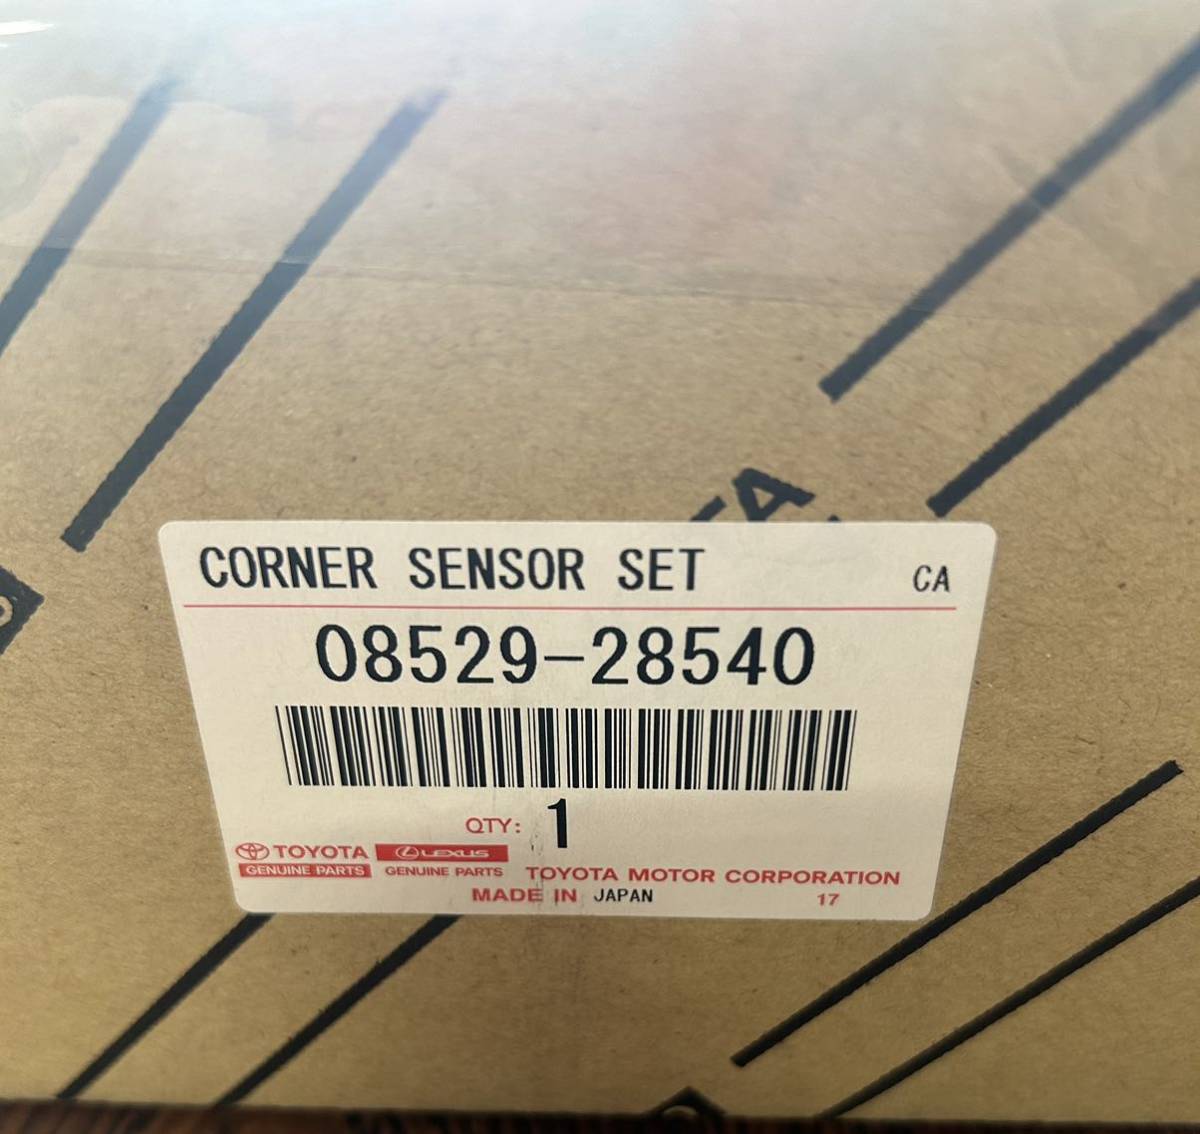 TA
CORNER SENSOR SET CA
08529-28540
QTY: 1
TOYOTA LEXUS
GENUINE PARTS GENUINE PARTS TOYOTA MOTOR CORPORATION
MADE IN JAPAN 17